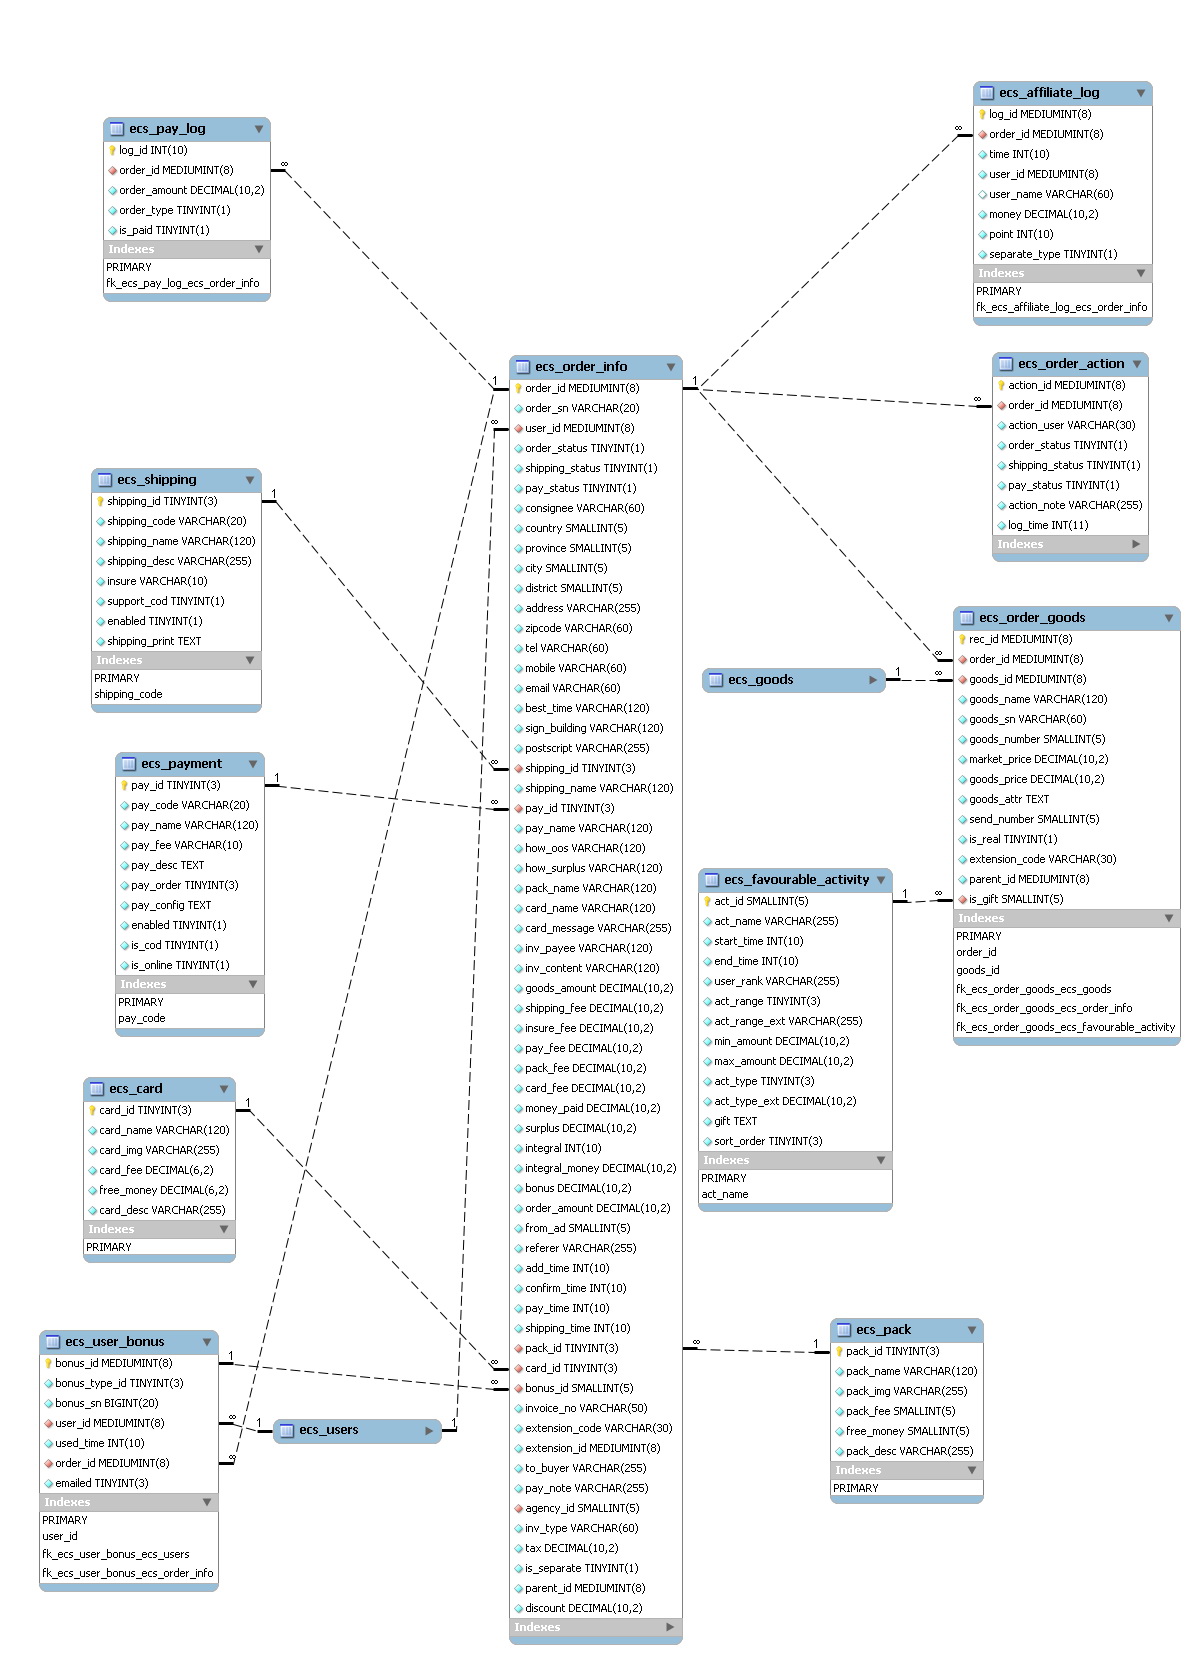 ecs_pay_log
log_id INT(10)
order_id MEDIUMINT(8)
order_amount DECIMAL(10,2)
order_type TINYINT(1)
is_paid TINYINT(1)
Indexes
PRIMARY
fk_ecs_pay_log_ecs_order_info
∞
1
ecs_shipping
shipping_id TINYINT(3)
shipping_code VARCHAR(20)
shipping_name VARCHAR(120)
shipping_desc VARCHAR(255)
insure VARCHAR(10)
support_cod TINYINT(1)
enabled TINYINT(1)
shipping_print TEXT
Indexes
PRIMARY
shipping_code
1
∞
ecs_payment
pay_id TINYINT(3)
pay_code VARCHAR(20)
pay_name VARCHAR(120)
pay_fee VARCHAR(10)
pay_desc TEXT
pay_order TINYINT(3)
pay_config TEXT
enabled TINYINT(1)
is_cod TINYINT(1)
is_online TINYINT(1)
Indexes
PRIMARY
pay_code
1
∞
ecs_card
card_id TINYINT(3)
card_name VARCHAR(120)
card_img VARCHAR(255)
card_fee DECIMAL(6,2)
free_money DECIMAL(6,2)
card_desc VARCHAR(255)
Indexes
PRIMARY
1
∞
ecs_user_bonus
bonus_id MEDIUMINT(8)
bonus_type_id TINYINT(3)
bonus_sn BIGINT(20)
user_id MEDIUMINT(8)
used_time INT(10)
order_id MEDIUMINT(8)
emailed TINYINT(3)
Indexes
PRIMARY
user_id
fk_ecs_user_bonus_ecs_users
fk_ecs_user_bonus_ecs_order_info
1
∞
∞
1
∞
ecs_users
1
∞
ecs_order_info
order_id MEDIUMINT(8)
order_sn VARCHAR(20)
user_id MEDIUMINT(8)
order_status TINYINT(1)
shipping_status TINYINT(1)
pay_status TINYINT(1)
consignee VARCHAR(60)
country SMALLINT(5)
province SMALLINT(5)
city SMALLINT(5)
district SMALLINT(5)
address VARCHAR(255)
zipcode VARCHAR(60)
tel VARCHAR(60)
mobile VARCHAR(60)
email VARCHAR(60)
best_time VARCHAR(120)
sign_building VARCHAR(120)
postscript VARCHAR(255)
shipping_id TINYINT(3)
shipping_name VARCHAR(120)
pay_id TINYINT(3)
pay_name VARCHAR(120)
how_oos VARCHAR(120)
how_surplus VARCHAR(120)
pack_name VARCHAR(120)
card_name VARCHAR(120)
card_message VARCHAR(255)
inv_payee VARCHAR(120)
inv_content VARCHAR(120)
goods_amount DECIMAL(10,2)
shipping_fee DECIMAL(10,2)
insure_fee DECIMAL(10,2)
pay_fee DECIMAL(10,2)
pack_fee DECIMAL(10,2)
card_fee DECIMAL(10,2)
money_paid DECIMAL(10,2)
surplus DECIMAL(10,2)
integral INT(10)
integral_money DECIMAL(10,2)
bonus DECIMAL(10,2)
order_amount DECIMAL(10,2)
from_ad SMALLINT(5)
referer VARCHAR(255)
add_time INT(10)
confirm_time INT(10)
pay_time INT(10)
shipping_time INT(10)
pack_id TINYINT(3)
card_id TINYINT(3)
bonus_id SMALLINT(5)
invoice_no VARCHAR(50)
extension_code VARCHAR(30)
extension_id MEDIUMINT(8)
to_buyer VARCHAR(255)
pay_note VARCHAR(255)
agency_id SMALLINT(5)
inv_type VARCHAR(60)
tax DECIMAL(10,2)
is_separate TINYINT(1)
parent_id MEDIUMINT(8)
discount DECIMAL(10,2)
Indexes
1
ecs_affiliate_log
log_id MEDIUMINT(8)
order_id MEDIUMINT(8)
time INT(10)
user_id MEDIUMINT(8)
user_name VARCHAR(60)
money DECIMAL(10,2)
point INT(10)
separate_type TINYINT(1)
Indexes
PRIMARY
fk_ecs_affiliate_log_ecs_order_info
∞
ecs_order_action
action_id MEDIUMINT(8)
order_id MEDIUMINT(8)
action_user VARCHAR(30)
order_status TINYINT(1)
shipping_status TINYINT(1)
pay_status TINYINT(1)
action_note VARCHAR(255)
log_time INT(11)
Indexes
∞
ecs_goods
1
∞
∞
ecs_order_goods
rec_id MEDIUMINT(8)
order_id MEDIUMINT(8)
goods_id MEDIUMINT(8)
goods_name VARCHAR(120)
goods_sn VARCHAR(60)
goods_number SMALLINT(5)
market_price DECIMAL(10,2)
goods_price DECIMAL(10,2)
goods_attr TEXT
send_number SMALLINT(5)
is_real TINYINT(1)
extension_code VARCHAR(30)
parent_id MEDIUMINT(8)
is_gift SMALLINT(5)
Indexes
PRIMARY
order_id
goods_id
fk_ecs_order_goods_ecs_goods
fk_ecs_order_goods_ecs_order_info
fk_ecs_order_goods_ecs_favourable_activity
ecs_favourable_activity
act_id SMALLINT(5)
act_name VARCHAR(255)
start_time INT(10)
end_time INT(10)
user_rank VARCHAR(255)
act_range TINYINT(3)
act_range_ext VARCHAR(255)
min_amount DECIMAL(10,2)
max_amount DECIMAL(10,2)
act_type TINYINT(3)
act_type_ext DECIMAL(10,2)
gift TEXT
sort_order TINYINT(3)
Indexes
PRIMARY
act_name
1
∞
ecs_pack
pack_id TINYINT(3)
pack_name VARCHAR(120)
pack_img VARCHAR(255)
pack_fee SMALLINT(5)
free_money SMALLINT(5)
pack_desc VARCHAR(255)
Indexes
PRIMARY
∞
1